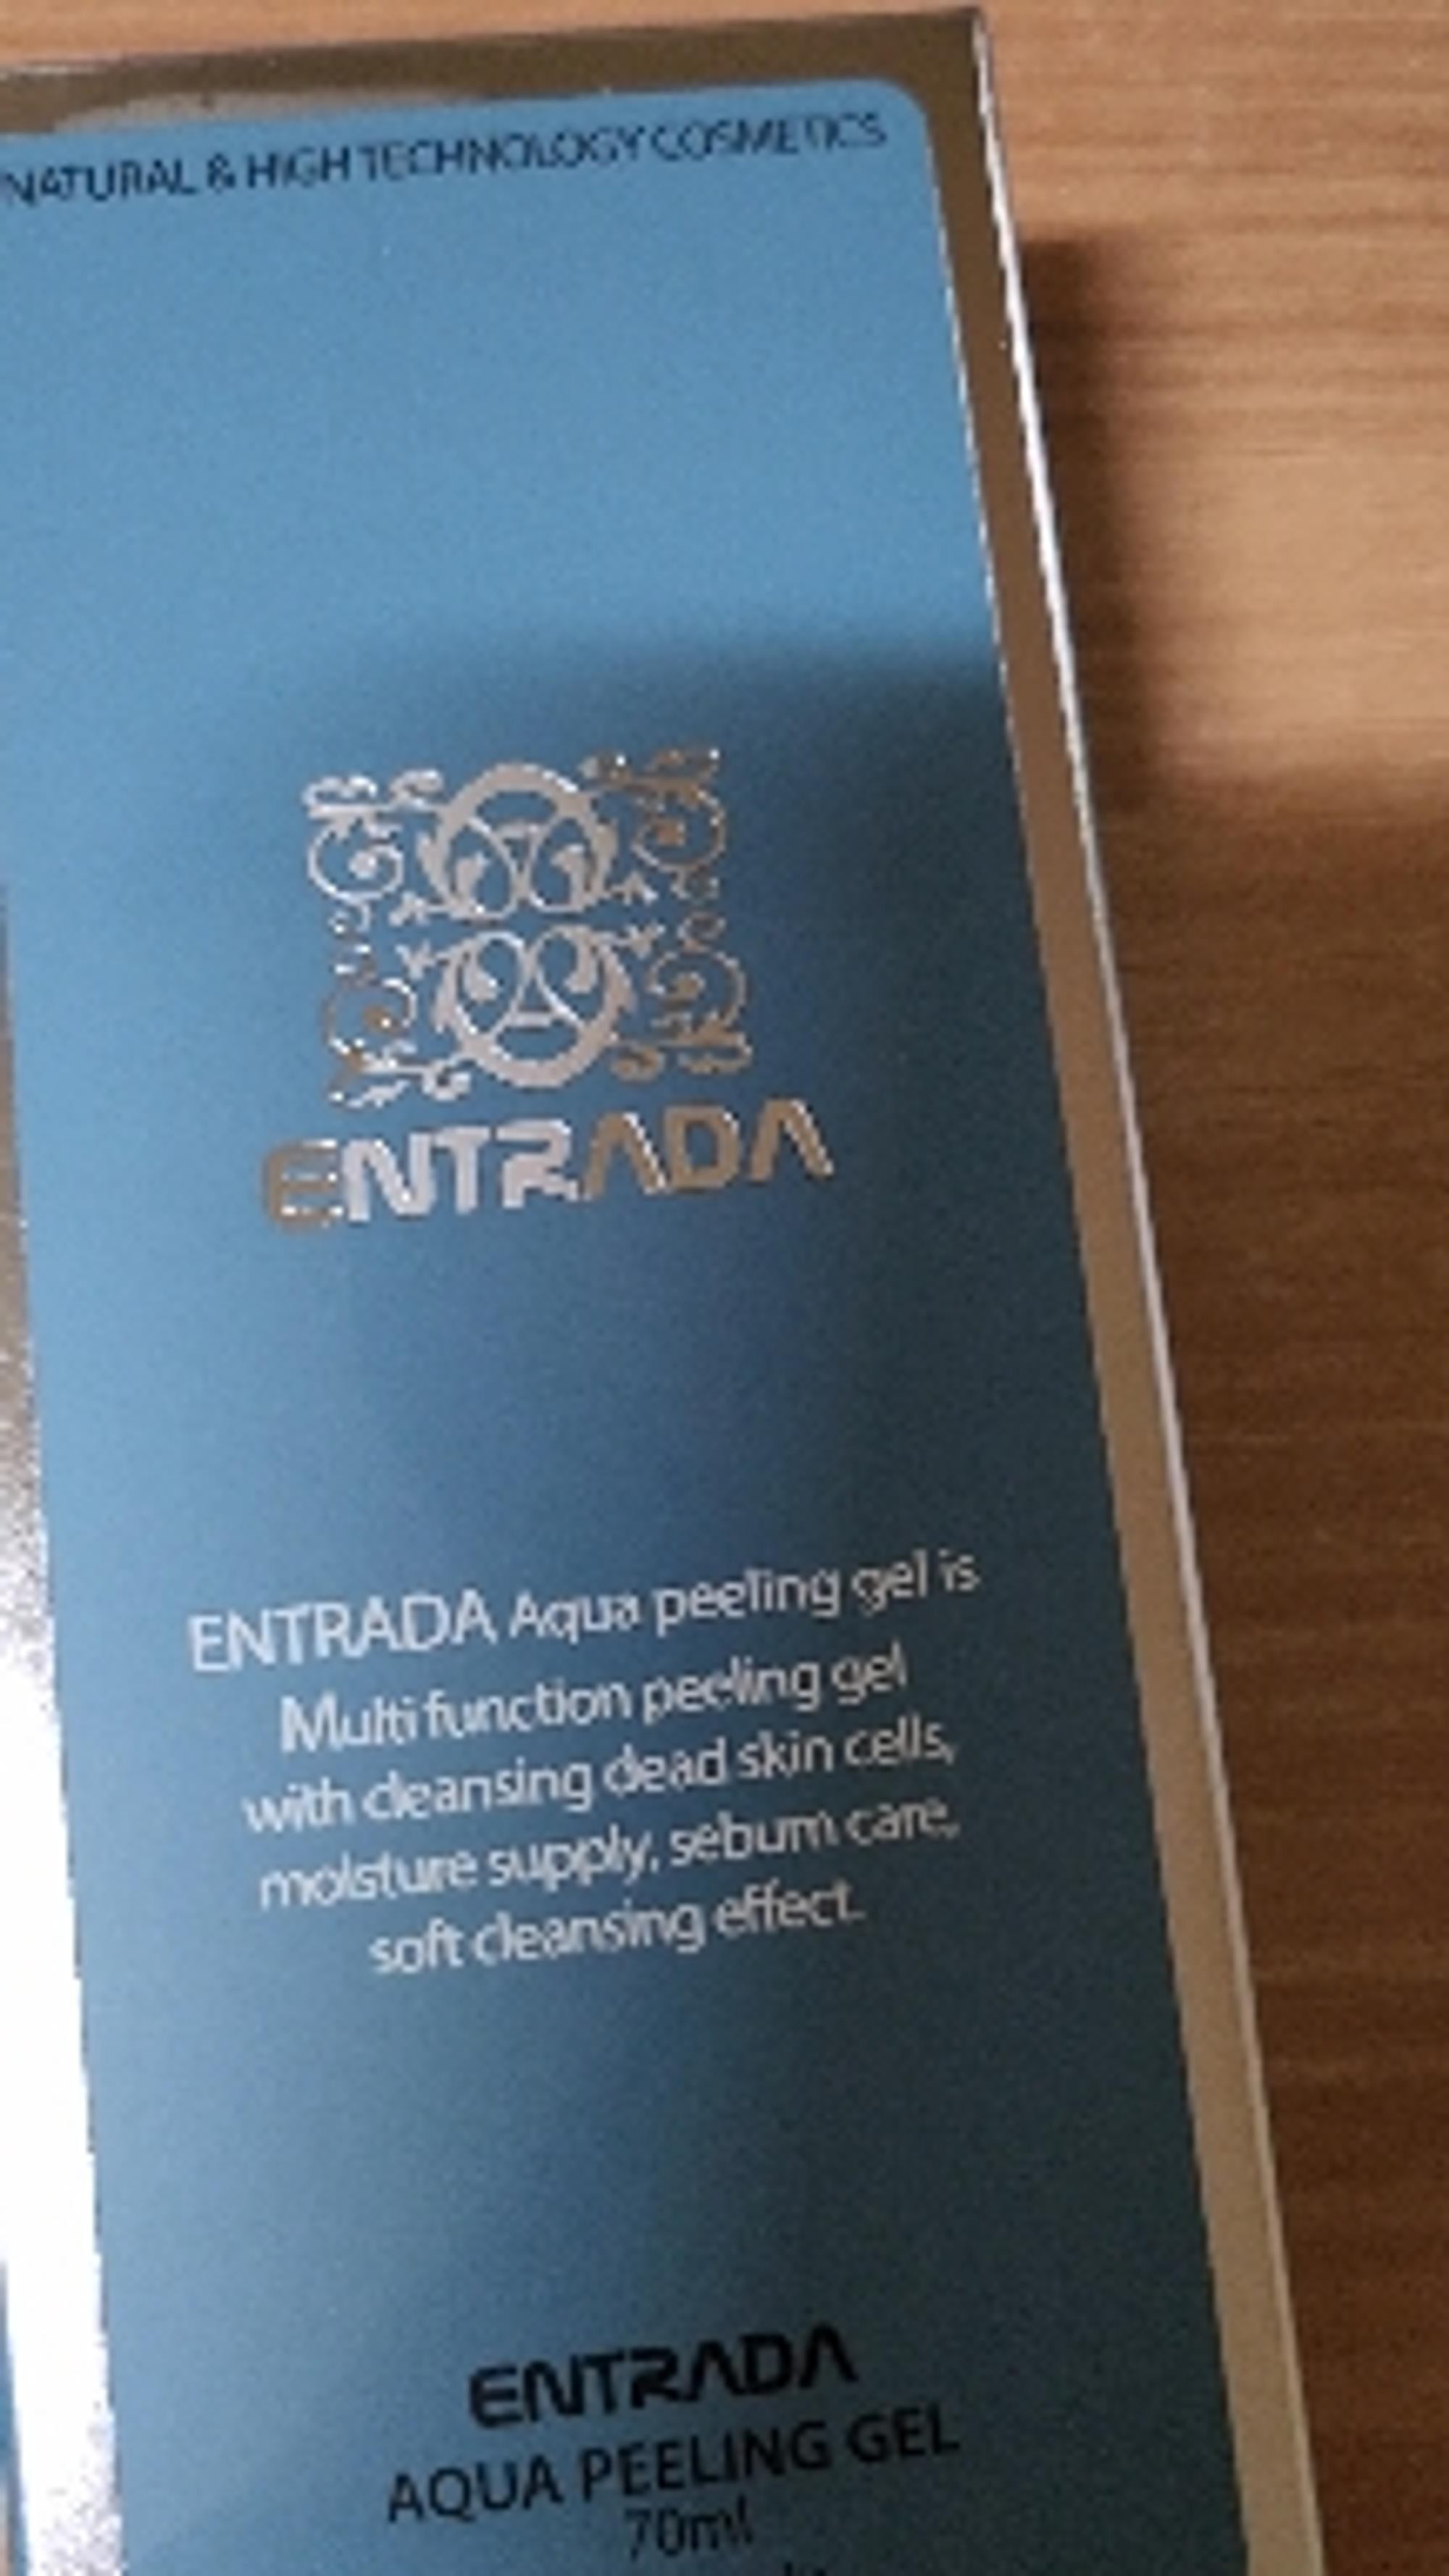 NATURAL & HIGH TECHNOLOGY COSMETICS
ENTRADA
ENTRADA Aqua peeling gel is
Multi function peeling gel
with cleansing dead skin cells,
moisture supply, sebum care,
soft cleansing effect.
ENTRADA
AQUA PEELING GEL
70ml